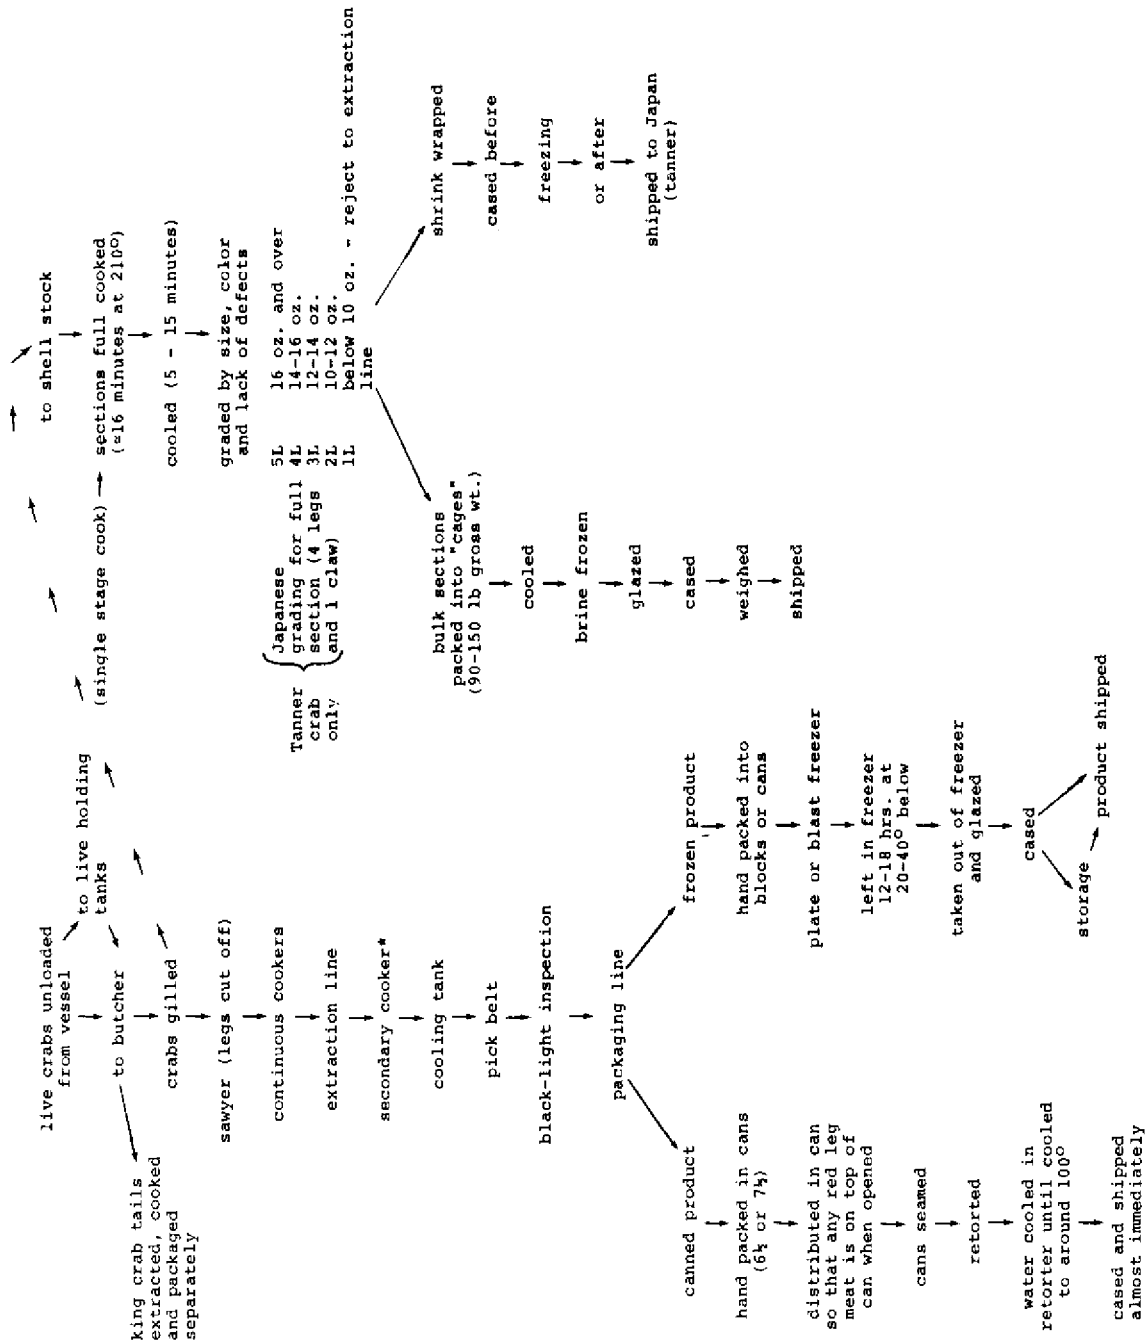 live crabs unloaded
from vessel
to live holding
tanks
to butcher
king crab tails
extracted, cooked
and packaged
separately
crabs gilled
sawyer (legs cut off)
continuous cookers
extraction line
secondary cooker*
cooling tank
pick belt
black-light inspection
packaging line
canned product
hand packed in cans
(6½ or 7½)
distributed in can
so that any red leg
meat is on top of
can when opened
cans seamed
retorted
water cooled in
retorter until cooled
to around 100°
cased and shipped
almost immediately
frozen product
hand packed into
blocks or cans
plate or blast freezer
left in freezer
12-18 hrs. at
20-40° below
taken out of freezer
and glazed
cased
storage
product shipped
to shell stock
(single stage cook)
sections full cooked
(≈16 minutes at 210°)
cooled (5 - 15 minutes)
graded by size, color
and lack of defects
Tanner
crab
only
Japanese
grading for full
section (4 legs
and 1 claw)
5L 16 oz. and over
4L 14-16 oz.
3L 12-14 oz.
2L 10-12 oz.
1L below 10 oz. - reject to extraction
line
bulk sections
packed into "cages"
(90-150 lb gross wt.)
cooled
brine frozen
glazed
cased
weighed
shipped
shrink wrapped
cased before
freezing
or after
shipped to Japan
(tanner)